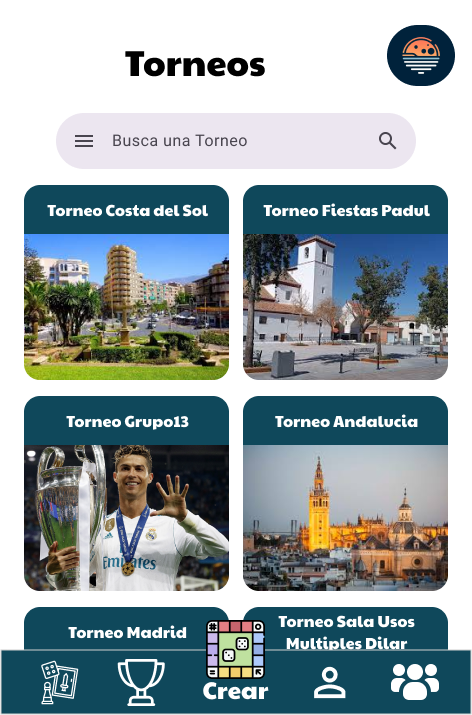 Torneos
Busca una Torneo
Torneo Costa del Sol
Torneo Fiestas Padul
Torneo Grupo13
Torneo Andalucia
Emirates
Torneo Madrid
Torneo Sala Usos
Multiples Dilar
Crear